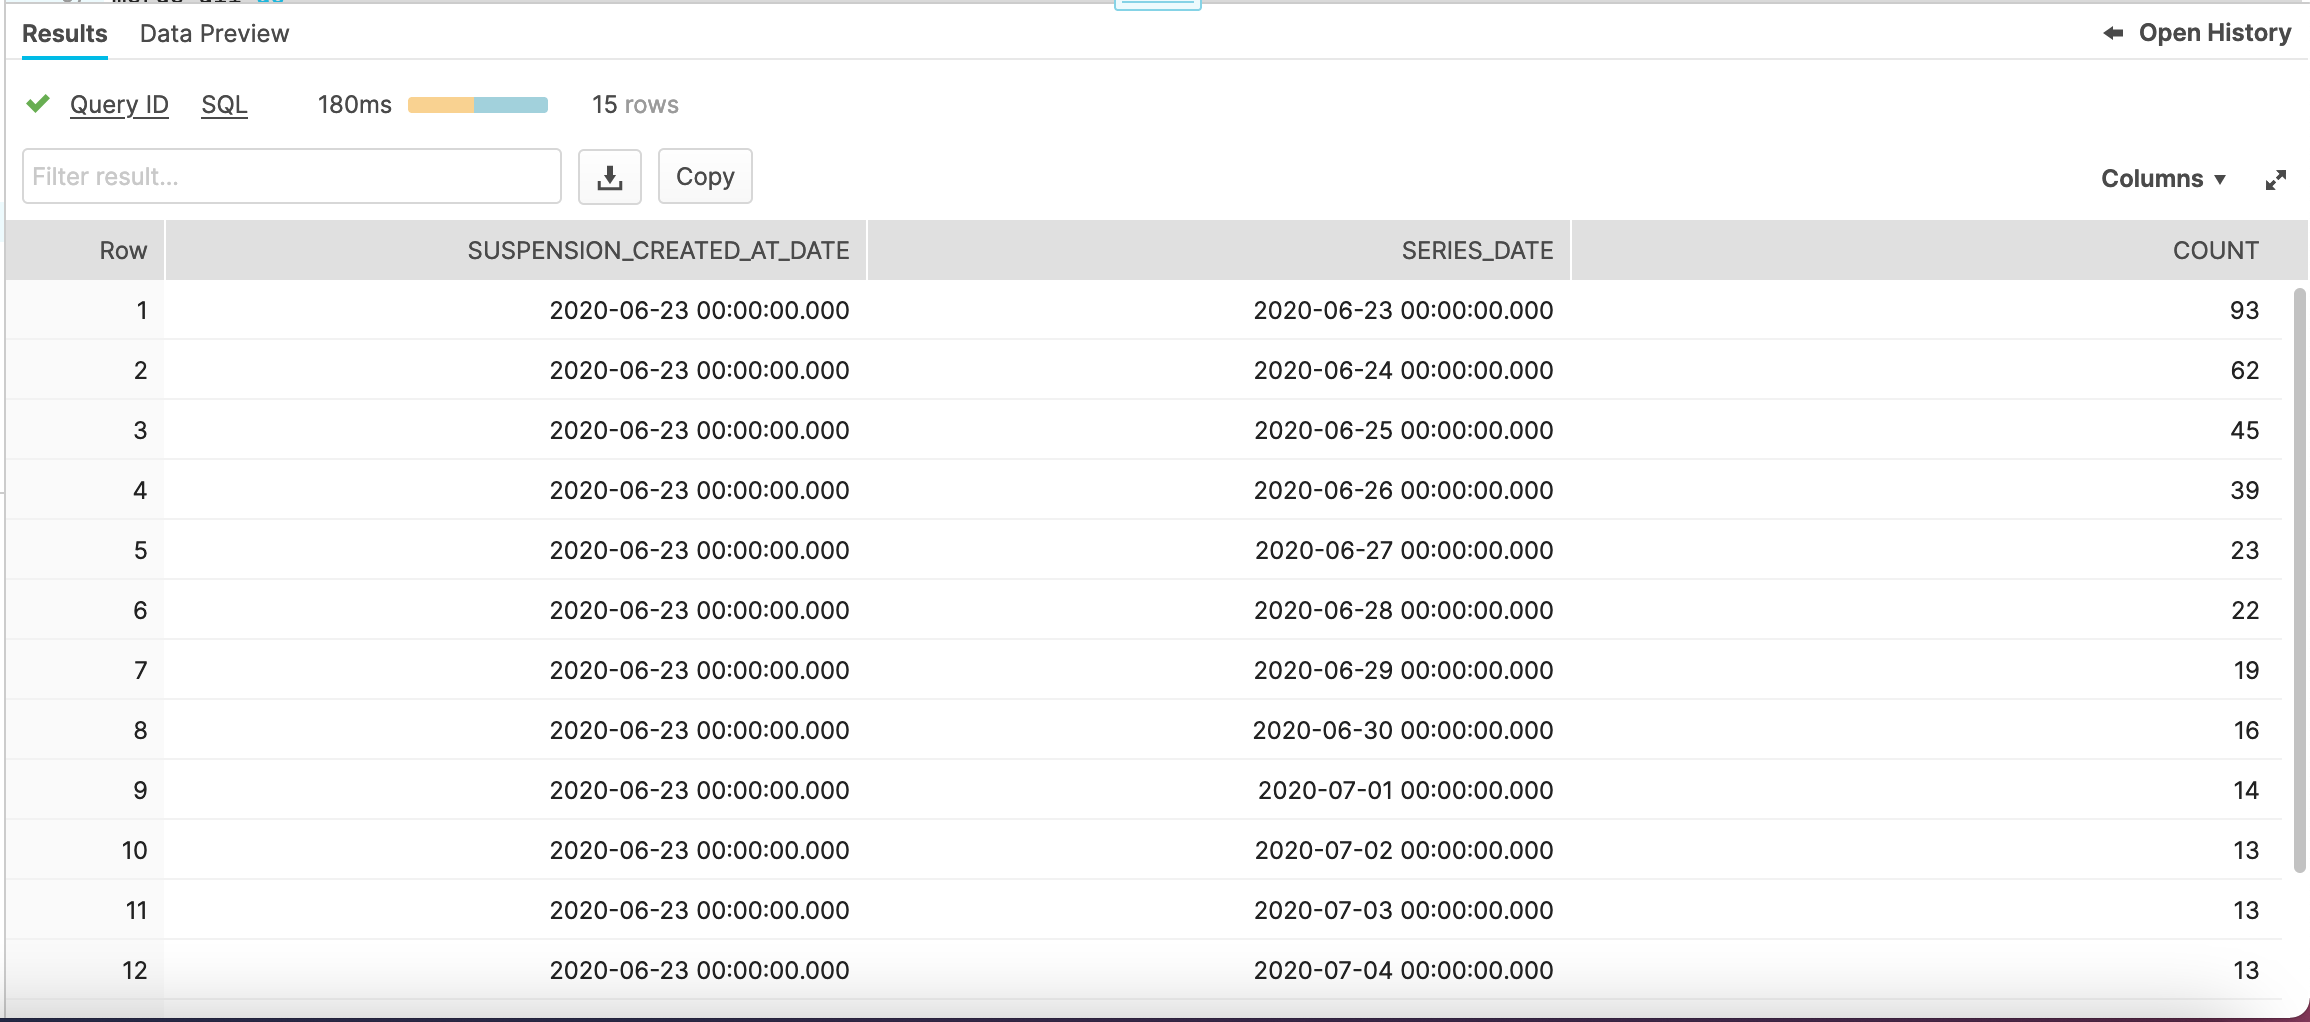 Results Data Preview Open History
Query ID SQL 180ms 15 rows
Filter result... Copy Columns
Row SUSPENSION_CREATED_AT_DATE SERIES_DATE COUNT
1 2020-06-23 00:00:00.000 2020-06-23 00:00:00.000 93
2 2020-06-23 00:00:00.000 2020-06-24 00:00:00.000 62
3 2020-06-23 00:00:00.000 2020-06-25 00:00:00.000 45
4 2020-06-23 00:00:00.000 2020-06-26 00:00:00.000 39
5 2020-06-23 00:00:00.000 2020-06-27 00:00:00.000 23
6 2020-06-23 00:00:00.000 2020-06-28 00:00:00.000 22
7 2020-06-23 00:00:00.000 2020-06-29 00:00:00.000 19
8 2020-06-23 00:00:00.000 2020-06-30 00:00:00.000 16
9 2020-06-23 00:00:00.000 2020-07-01 00:00:00.000 14
10 2020-06-23 00:00:00.000 2020-07-02 00:00:00.000 13
11 2020-06-23 00:00:00.000 2020-07-03 00:00:00.000 13
12 2020-06-23 00:00:00.000 2020-07-04 00:00:00.000 13